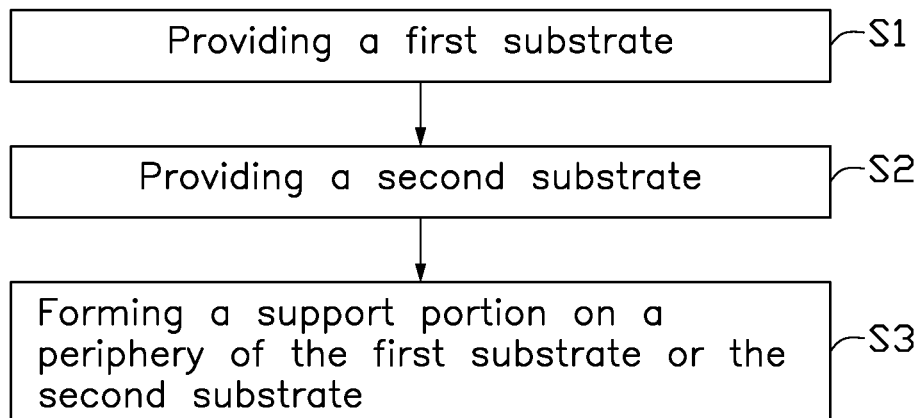 Providing a first substrate
S1
Providing a second substrate
S2
Forming a support portion on a
periphery of the first substrate or the
second substrate
S3